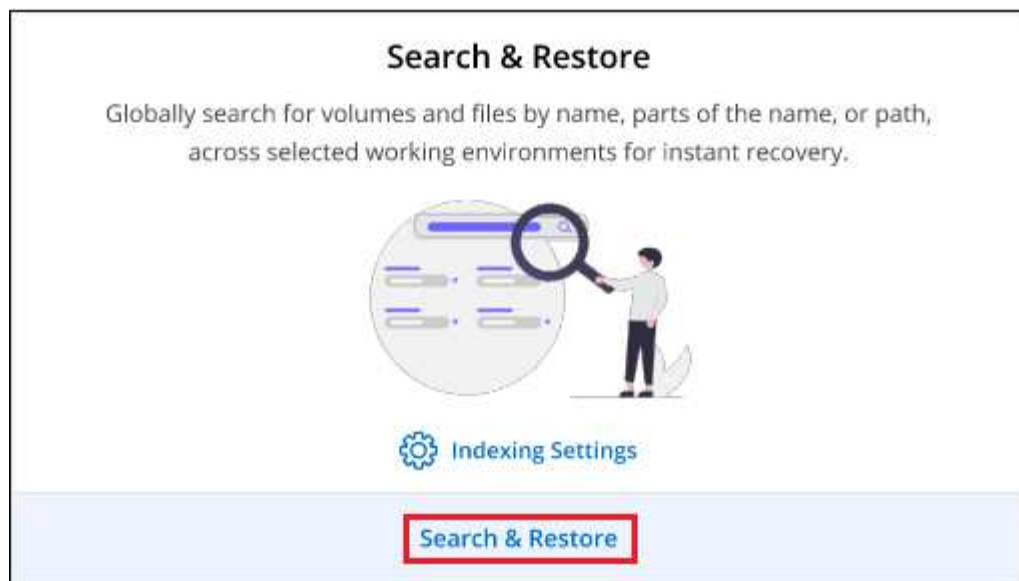 Search & Restore
Globally search for volumes and files by name, parts of the name, or path,
across selected working environments for instant recovery.
Indexing Settings
Search & Restore